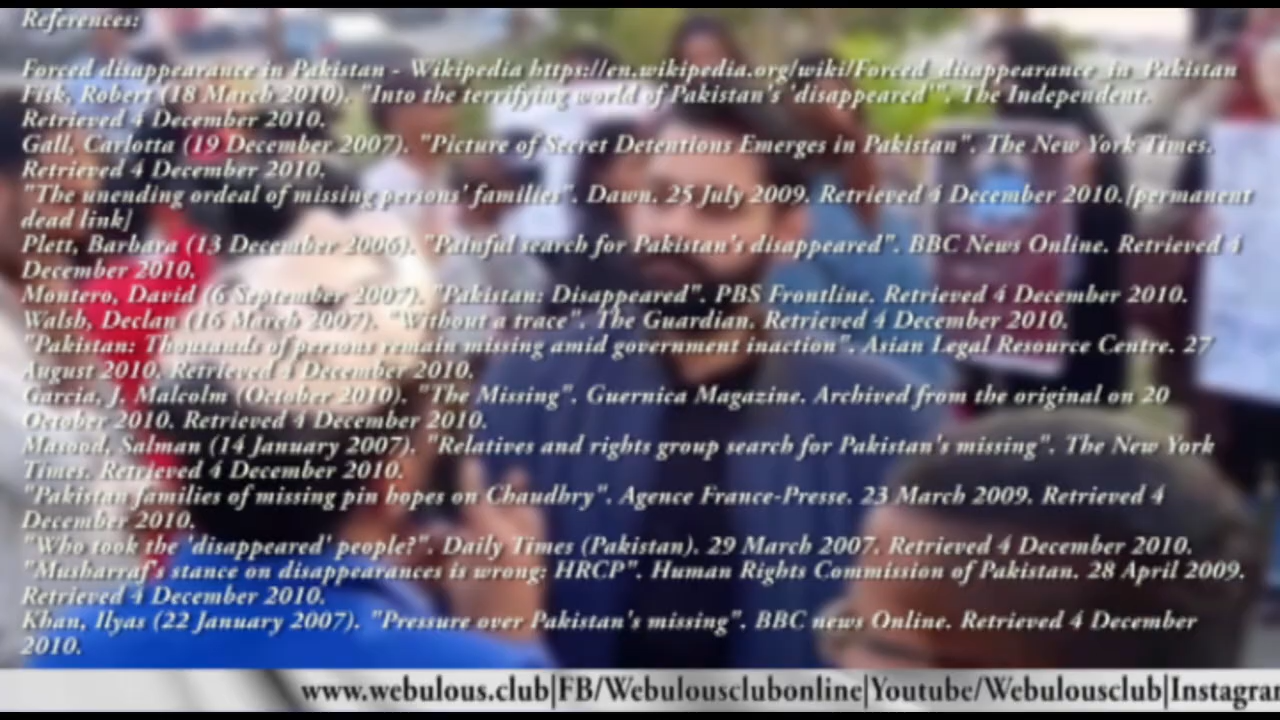 References:
Forced disappearance in Pakistan - Wikipedia https://en.wikipedia.org/wiki/Forced_disappearance_in_Pakistan
Fisk, Robert (18 March 2010). "Into the terrifying world of Pakistan's 'disappeared'". The Independent.
Retrieved 4 December 2010.
Gall, Carlotta (19 December 2007). "Picture of Secret Detentions Emerges in Pakistan". The New York Times.
Retrieved 4 December 2010.
"The unending ordeal of missing persons' families". Dawn. 25 July 2009. Retrieved 4 December 2010.[permanent
dead link]
Plett, Barbara (13 December 2006). "Painful search for Pakistan's disappeared". BBC News Online. Retrieved 4
December 2010.
Montero, David (6 September 2007). "Pakistan: Disappeared". PBS Frontline. Retrieved 4 December 2010.
Walsh, Declan (16 March 2007). "Without a trace". The Guardian. Retrieved 4 December 2010.
"Pakistan: Thousands of persons remain missing amid government inaction". Asian Legal Resource Centre. 27
August 2010. Retrieved 4 December 2010.
Garcia, J. Malcolm (October 2010). "The Missing". Guernica Magazine. Archived from the original on 20
October 2010. Retrieved 4 December 2010.
Masood, Salman (14 January 2007). "Relatives and rights group search for Pakistan's missing". The New York
Times. Retrieved 4 December 2010.
"Pakistan families of missing pin hopes on Chaudhry". Agence France-Presse. 23 March 2009. Retrieved 4
December 2010.
"Who took the 'disappeared' people?". Daily Times (Pakistan). 29 March 2007. Retrieved 4 December 2010.
"Musharraf's stance on disappearances is wrong: HRCP". Human Rights Commission of Pakistan. 28 April 2009.
Retrieved 4 December 2010.
Khan, Ilyas (22 January 2007). "Pressure over Pakistan's missing". BBC news Online. Retrieved 4 December
2010.
www.webulous.club|FB/Webulousclubonline|Youtube/Webulousclub|Instagra